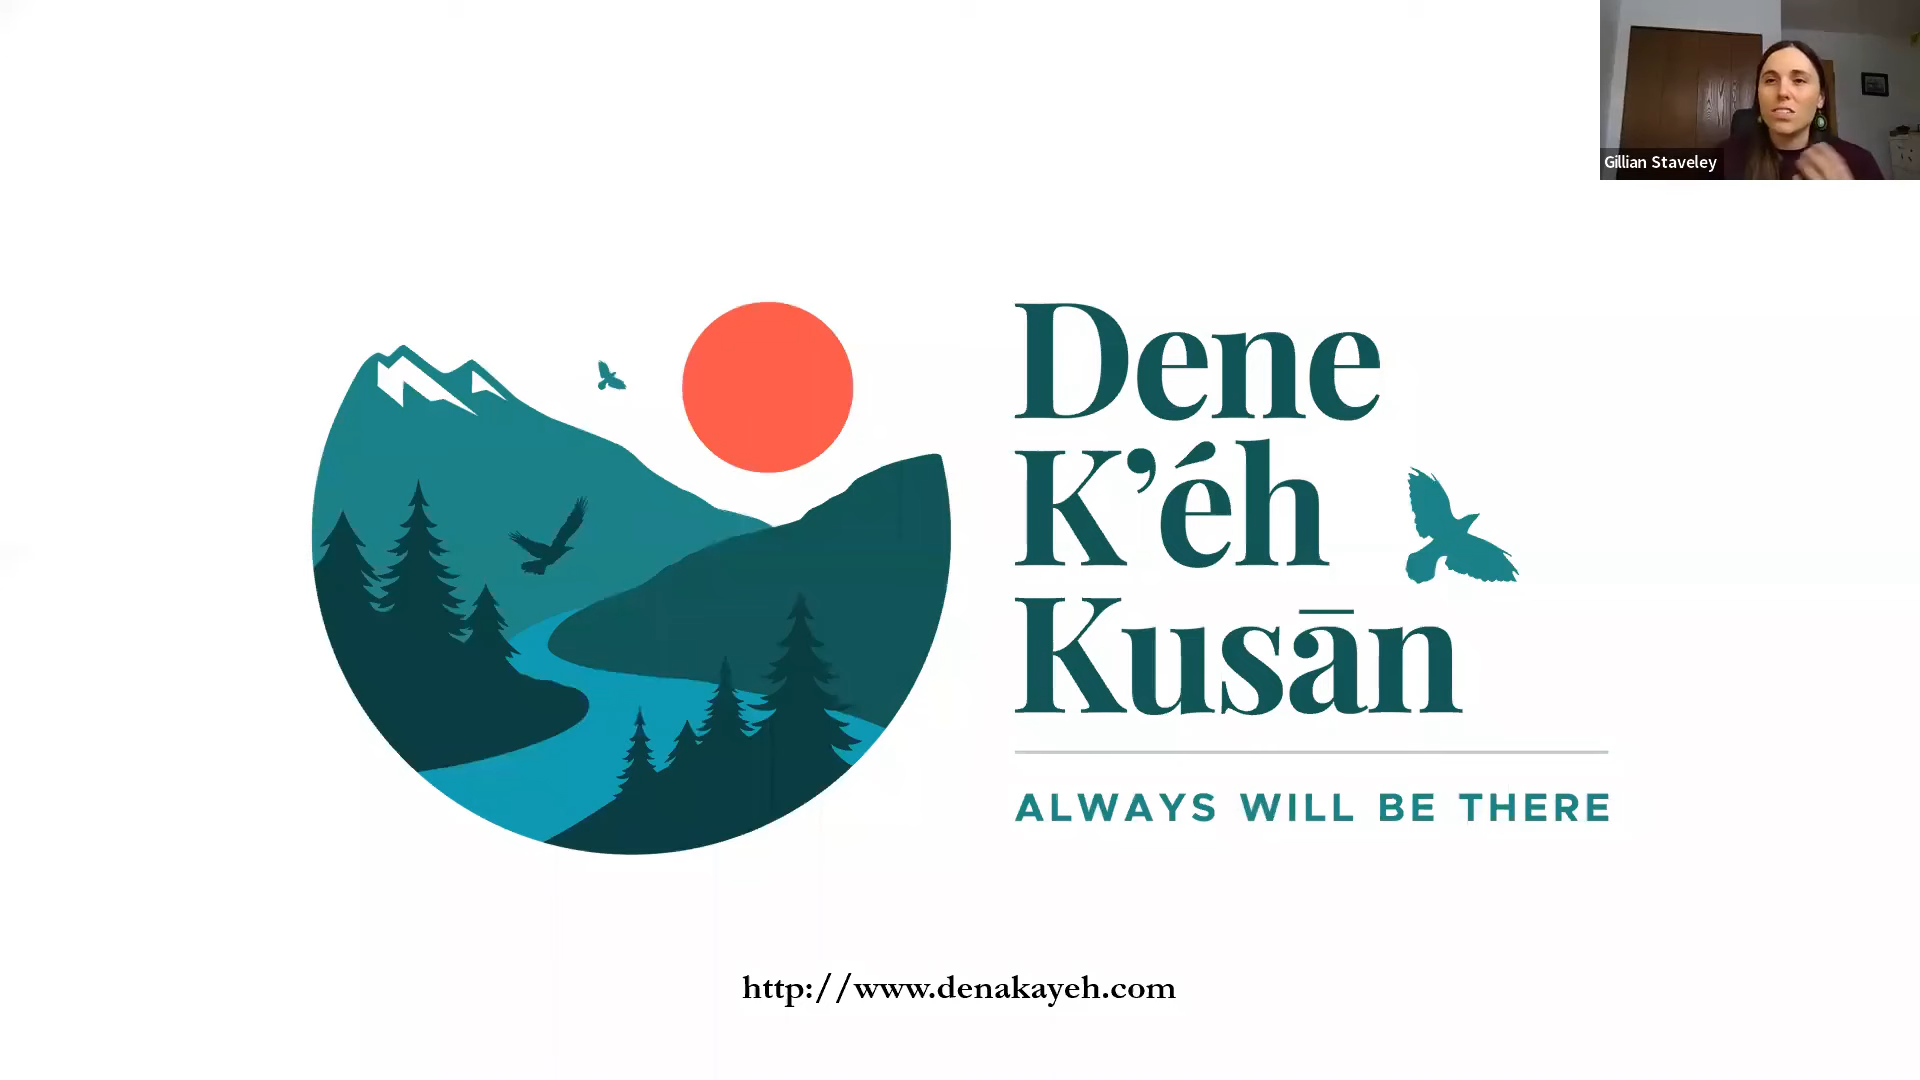 Gillian Staveley
Dene
K’éh
Kusān
ALWAYS WILL BE THERE
http://www.denakayeh.com